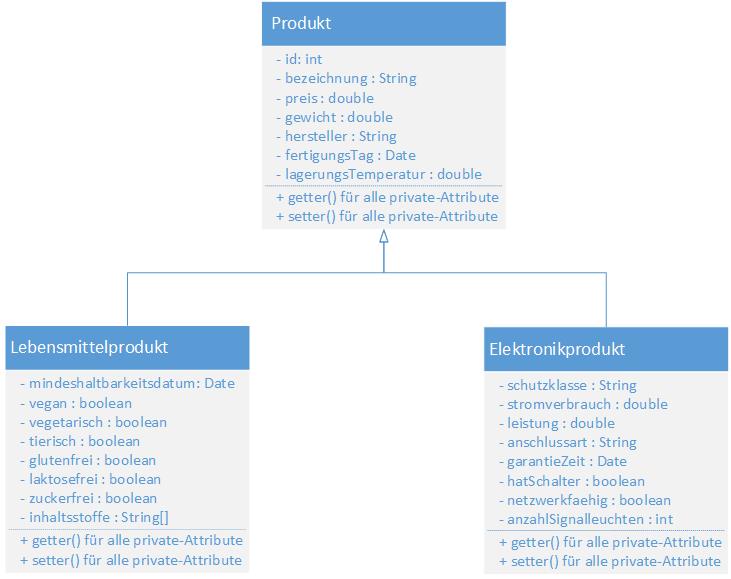 Produkt
- id: int
- bezeichnung : String
- preis : double
- gewicht : double
- hersteller : String
- fertigungsTag : Date
- lagerungsTemperatur : double
+ getter() für alle private-Attribute
+ setter() für alle private-Attribute
Lebensmittelprodukt
- mindeshaltbarkeitsdatum: Date
- vegan : boolean
- vegetarisch : boolean
- tierisch : boolean
- glutenfrei : boolean
- laktosefrei : boolean
- zuckerfrei : boolean
- inhaltsstoffe : String[]
+ getter() für alle private-Attribute
+ setter() für alle private-Attribute
Elektronikprodukt
- schutzklasse : String
- stromverbrauch : double
- leistung : double
- anschlussart : String
- garantieZeit : Date
- hatSchalter : boolean
- netzwerkfaehig : boolean
- anzahlSignalleuchten : int
+ getter() für alle private-Attribute
+ setter() für alle private-Attribute